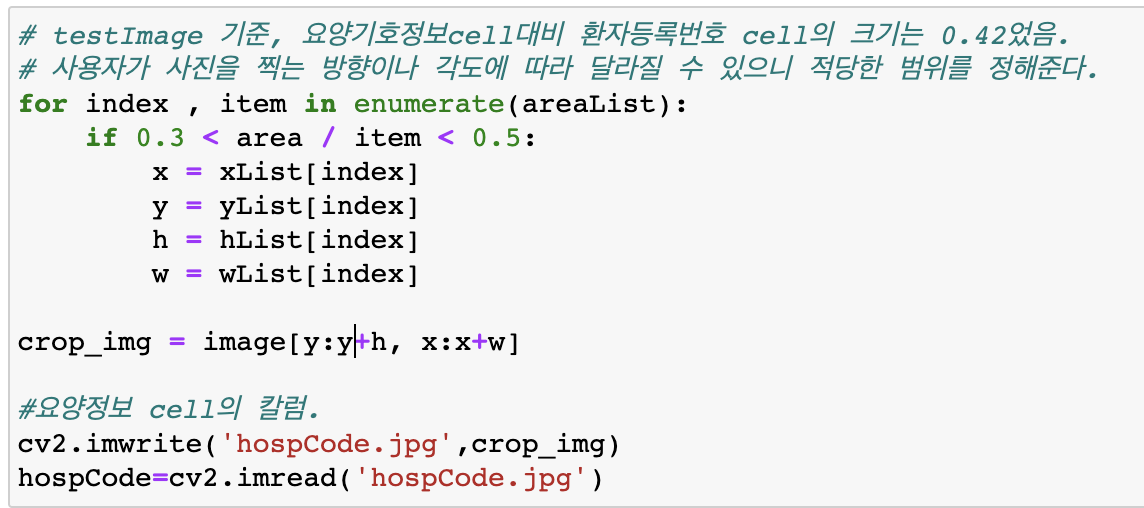 # testImage 기준, 요양기호정보cell대비 환자등록번호 cell의 크기는 0.42었음.
# 사용자가 사진을 찍는 방향이나 각도에 따라 달라질 수 있으니 적당한 범위를 정해준다.
for index , item in enumerate(areaList):
    if 0.3 < area / item < 0.5:
        x = xList[index]
        y = yList[index]
        h = hList[index]
        w = wList[index]

crop_img = image[y:y+h, x:x+w]

#요양정보 cell의 칼럼.
cv2.imwrite('hospCode.jpg',crop_img)
hospCode=cv2.imread('hospCode.jpg')